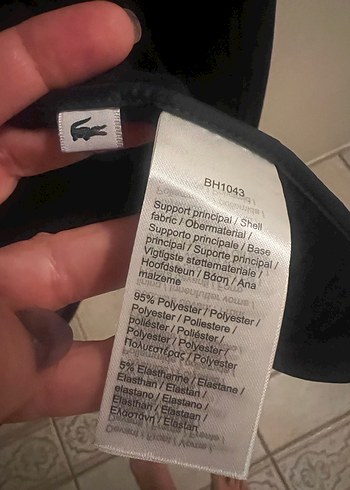 BH1043
Support principal / Shell
fabric / Obermaterial /
Supporto principale / Base
principal / Suporte principal /
Vigtigste støttemateriale /
Hoofdsteun / Βάση / Ana
malzeme
95% Polyester / Polyester /
Polyester / Poliestere /
poliéster / Poliéster /
Polyester / Polyester /
Πολυεστέρας / Polyester
5% Elasthanne / Elastane /
Elasthan / Elastan /
elastano / Elastano /
Elasthan / Elastaan /
Ελαστάνη / Elastan